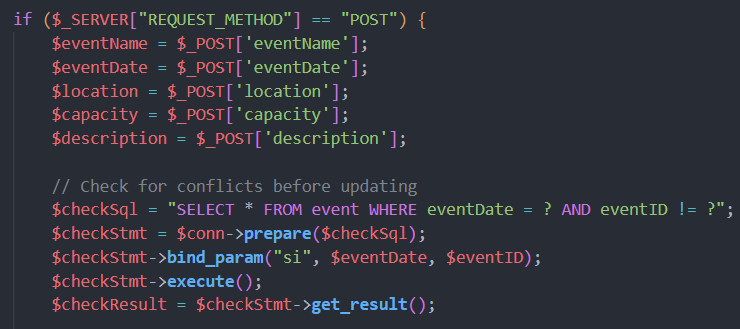 if ($_SERVER["REQUEST_METHOD"] == "POST") {
    $eventName = $_POST['eventName'];
    $eventDate = $_POST['eventDate'];
    $location = $_POST['location'];
    $capacity = $_POST['capacity'];
    $description = $_POST['description'];

    // Check for conflicts before updating
    $checkSql = "SELECT * FROM event WHERE eventDate = ? AND eventID != ?";
    $checkStmt = $conn->prepare($checkSql);
    $checkStmt->bind_param("si", $eventDate, $eventID);
    $checkStmt->execute();
    $checkResult = $checkStmt->get_result();